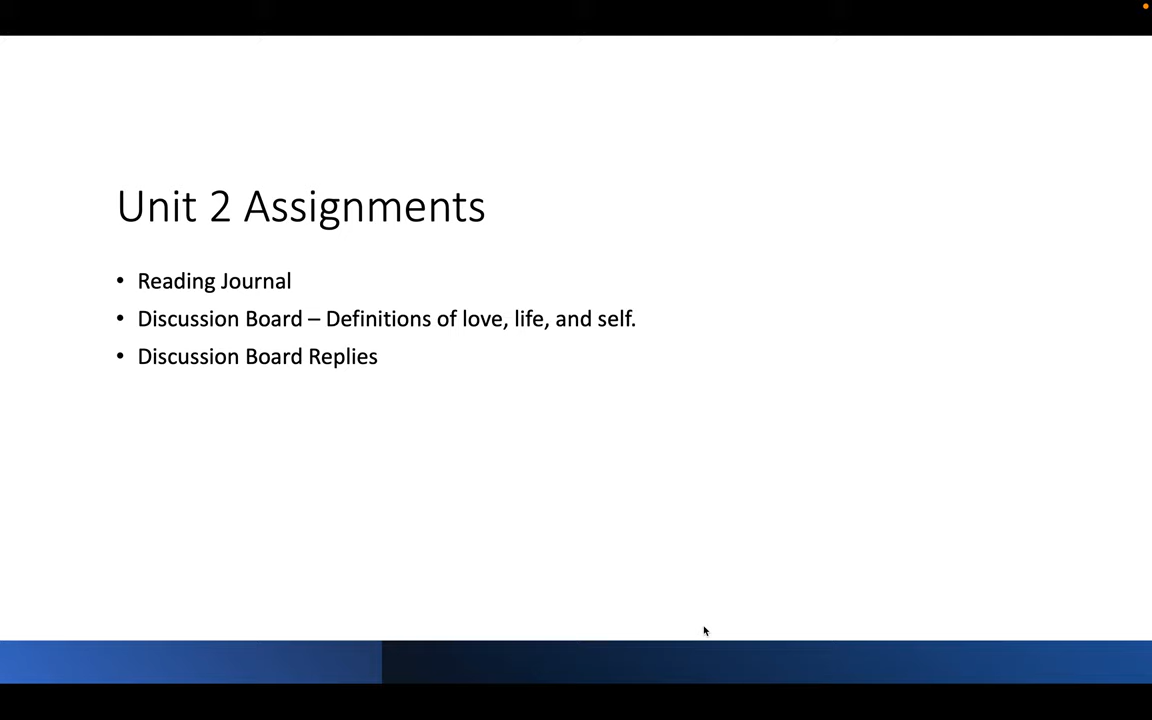 Unit 2 Assignments
• Reading Journal
• Discussion Board – Definitions of love, life, and self.
• Discussion Board Replies